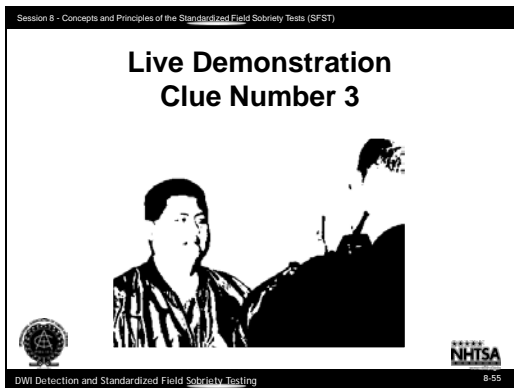 Session 8 - Concepts and Principles of the Standardized Field Sobriety Tests (SFST)
Live Demonstration
Clue Number 3
NHTSA
DWI Detection and Standardized Field Sobriety Testing
8-55